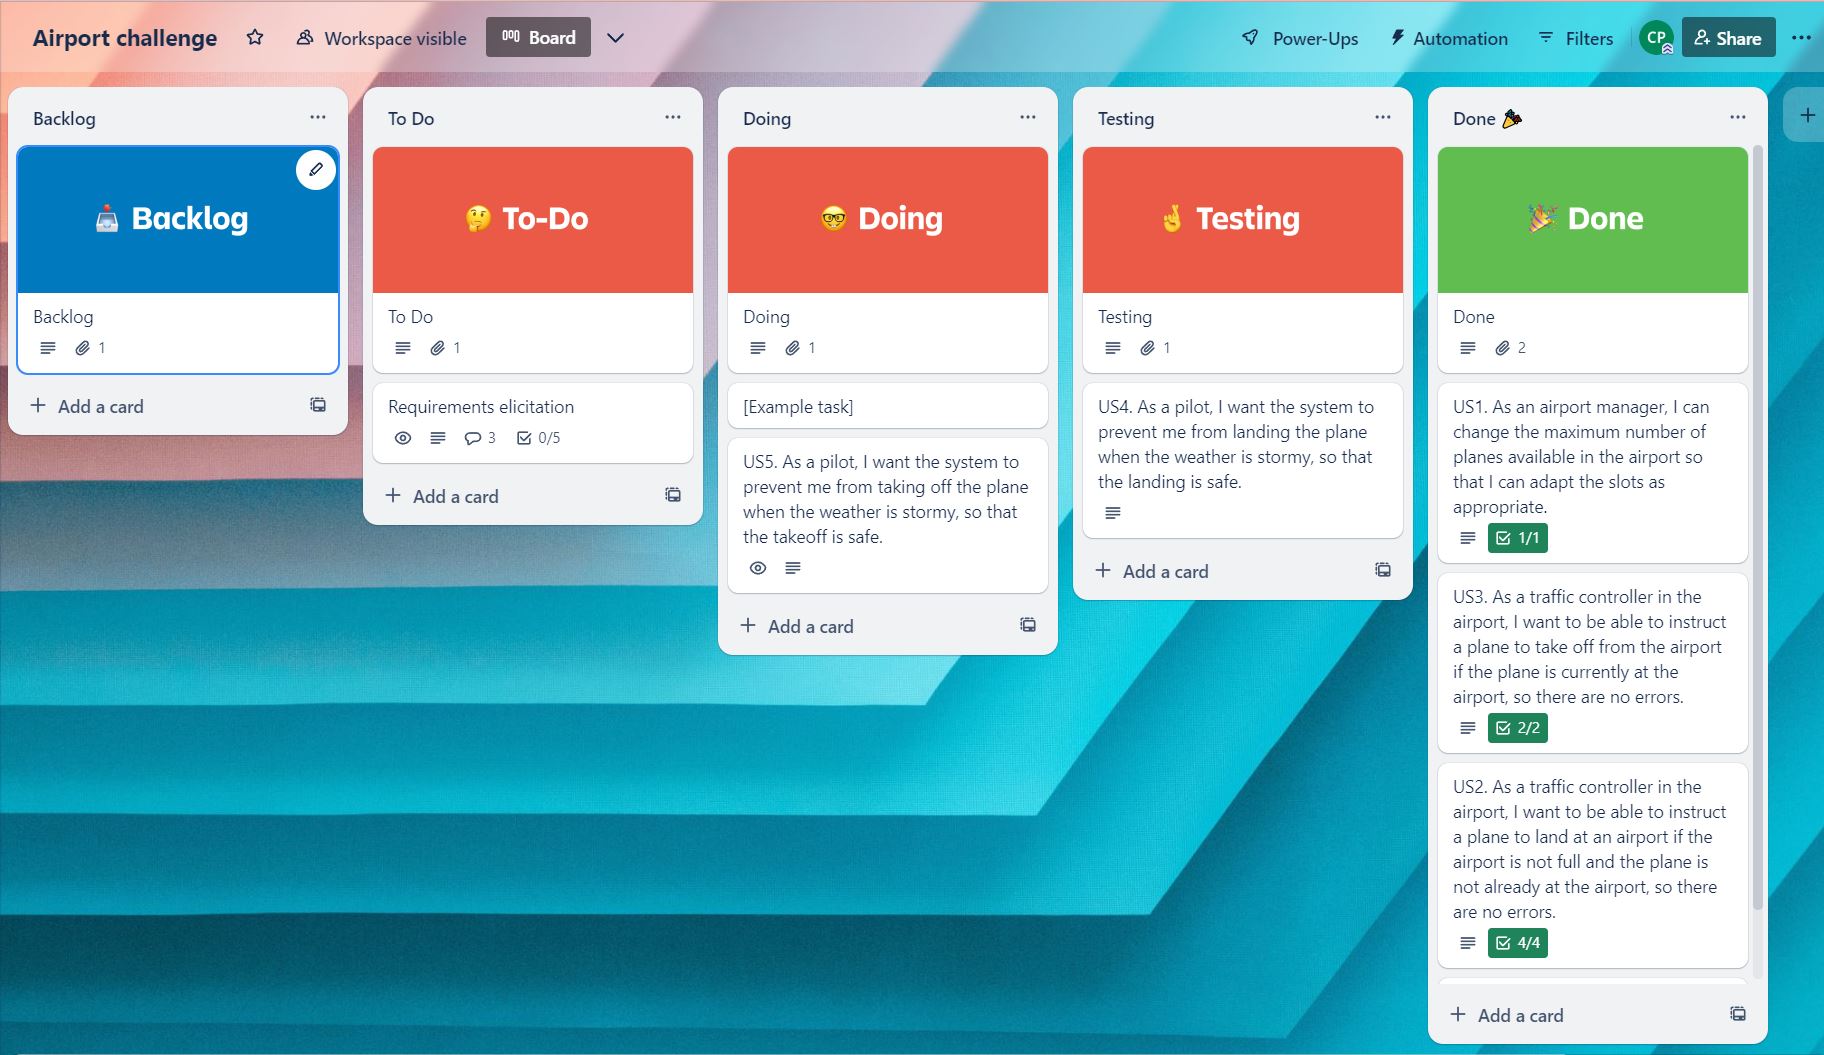 Airport challenge
Workspace visible
Board
Power-Ups
Automation
Filters
CP
Share
Backlog
Backlog
Backlog
1
Add a card
To Do
To-Do
To Do
1
Requirements elicitation
3
0/5
Add a card
Doing
Doing
Doing
1
[Example task]
US5. As a pilot, I want the system to
prevent me from taking off the plane
when the weather is stormy, so that
the takeoff is safe.
Add a card
Testing
Testing
Testing
1
US4. As a pilot, I want the system to
prevent me from landing the plane
when the weather is stormy, so that
the landing is safe.
Add a card
Done
Done
Done
2
US1. As an airport manager, I can
change the maximum number of
planes available in the airport so
that I can adapt the slots as
appropriate.
1/1
US3. As a traffic controller in the
airport, I want to be able to instruct
a plane to take off from the airport
if the plane is currently at the
airport, so there are no errors.
2/2
US2. As a traffic controller in the
airport, I want to be able to instruct
a plane to land at an airport if the
airport is not full and the plane is
not already at the airport, so there
are no errors.
4/4
Add a card